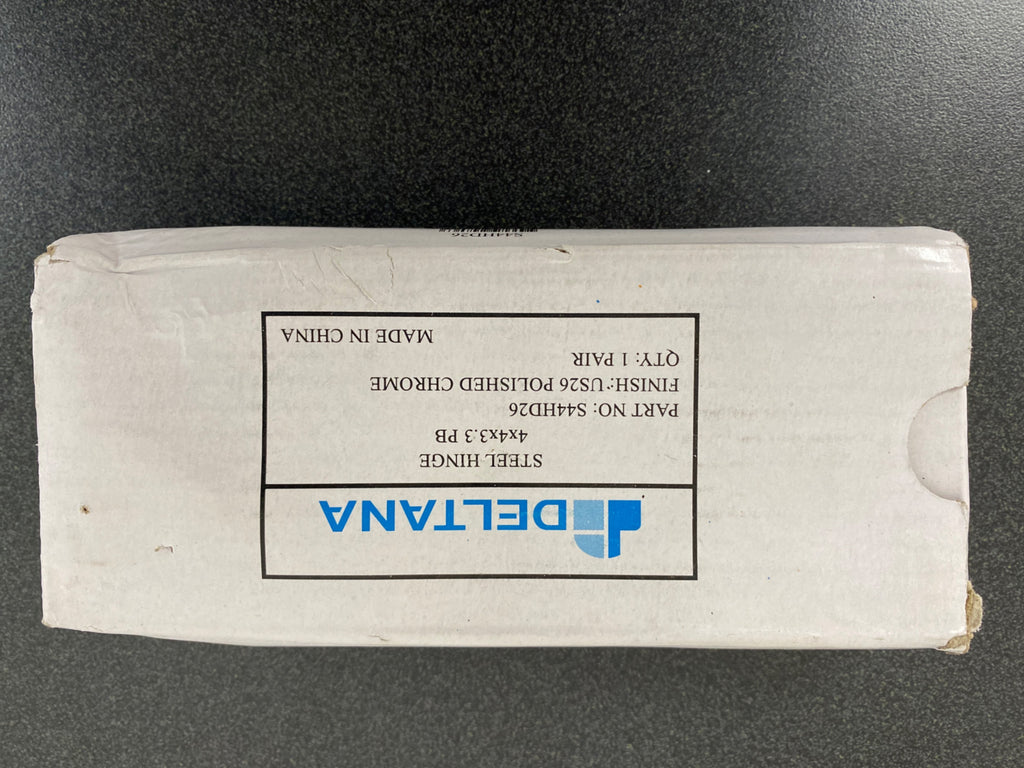 DELTANA
STEEL HINGE
4x4x3.3 PB
PART NO: S44HD26
FINISH: US26 POLISHED CHROME
QTY: 1 PAIR
MADE IN CHINA
S44HD26